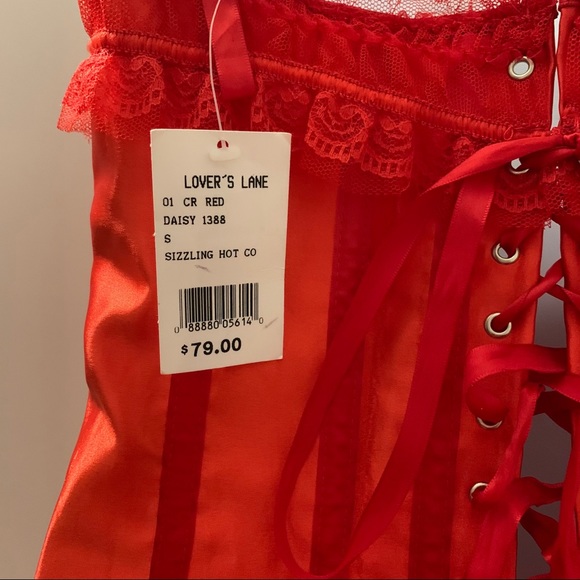 LOVER'S LANE
01 CR RED
DAISY 1388
S
SIZZLING HOT CO
0 88880 05614 0
$79.00